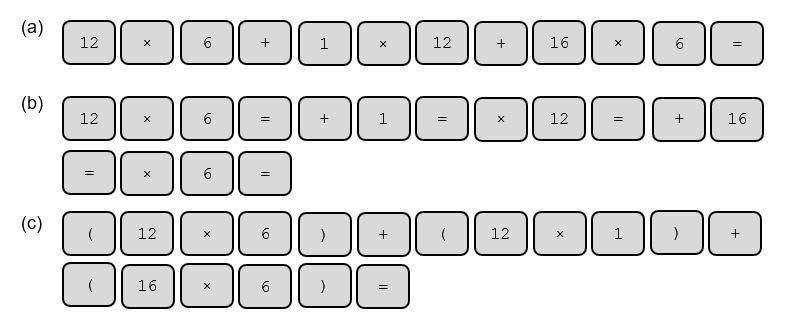 (a) 12 × 6 + 1 × 12 + 16 × 6 =
(b) 12 × 6 = + 1 = × 12 = + 16
= × 6 =
(c) ( 12 × 6 ) + ( 12 × 1 ) +
( 16 × 6 ) =